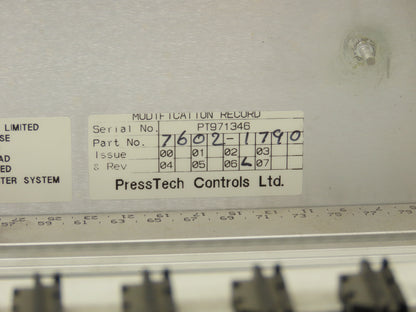 LIMITED
SE
AD
ED
TER SYSTEM
MODIFICATION RECORD
Serial No. PT971346
Part No. 7602-1790
Issue 00 01 02 03
& Rev 04 05 06 07
PressTech Controls Ltd.